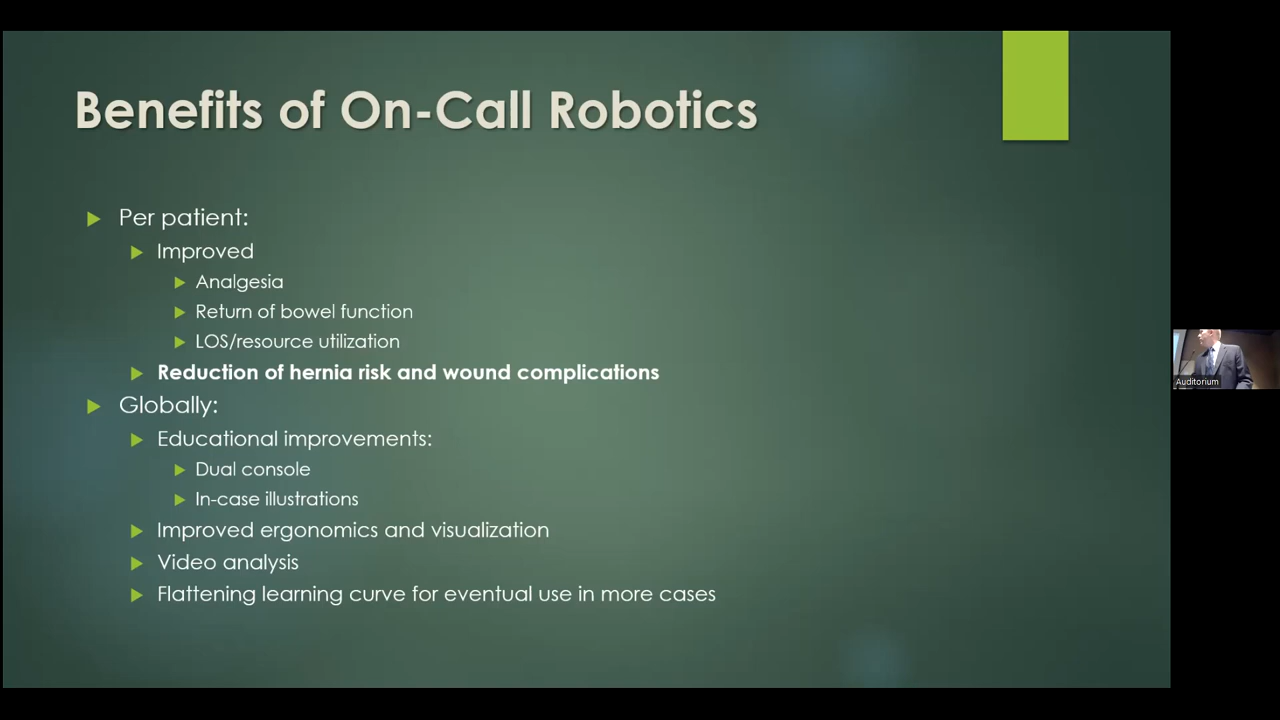 Benefits of On-Call Robotics
Per patient:
Improved
Analgesia
Return of bowel function
LOS/resource utilization
Reduction of hernia risk and wound complications
Globally:
Educational improvements:
Dual console
In-case illustrations
Improved ergonomics and visualization
Video analysis
Flattening learning curve for eventual use in more cases
Auditorium